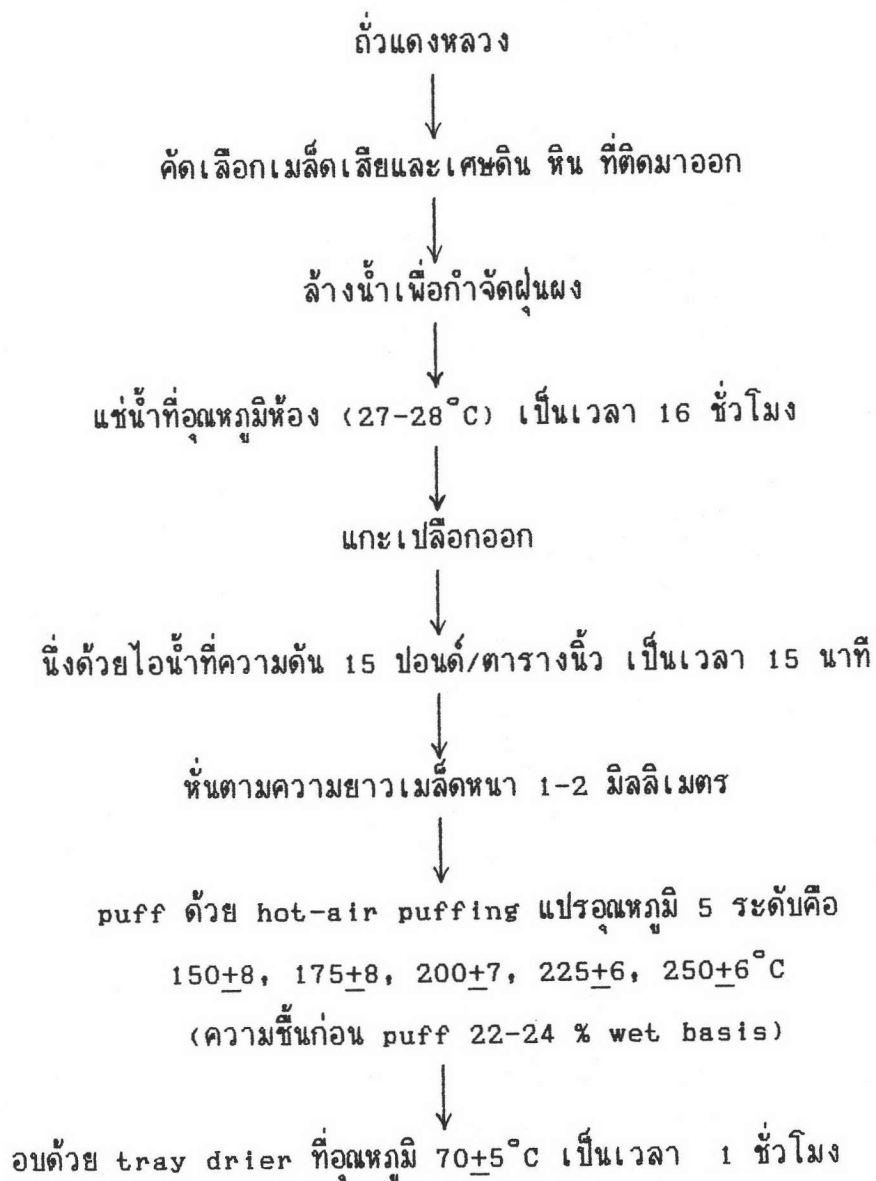 ถั่วแดงหลวง
คัดเลือกเมล็ดเสียและเศษดิน หิน ที่ติดมาออก
ล้างน้ำเพื่อกำจัดฝุ่นผง
แช่น้ำที่อุณหภูมิห้อง (27-28°C) เป็นเวลา 16 ชั่วโมง
แกะเปลือกออก
นึ่งด้วยไอน้ำที่ความดัน 15 ปอนด์/ตารางนิ้ว เป็นเวลา 15 นาที
หั่นตามความยาวเมล็ดหนา 1-2 มิลลิเมตร
puff ด้วย hot-air puffing แปรอุณหภูมิ 5 ระดับคือ
150±8, 175±8, 200±7, 225±6, 250±6°C
(ความชื้นก่อน puff 22-24 % wet basis)
อบด้วย tray drier ที่อุณหภูมิ 70±5°C เป็นเวลา 1 ชั่วโมง